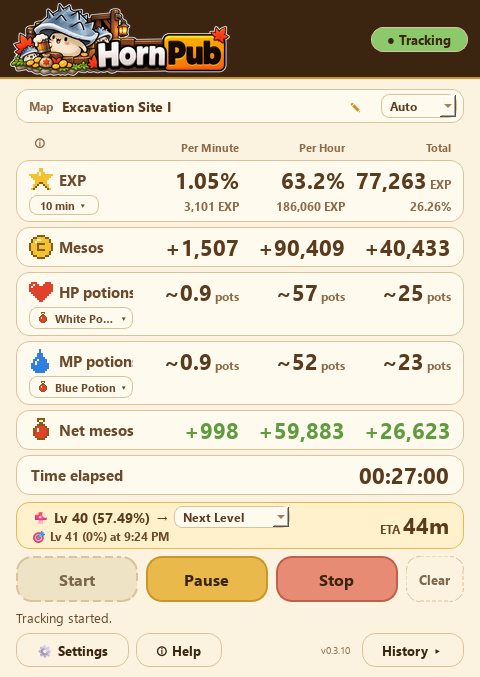 HornPub
● Tracking
Map Excavation Site I Auto
Per Minute Per Hour Total
EXP 1.05% 63.2% 77,263 EXP
10 min 3,101 EXP 186,060 EXP 26.26%
Mesos +1,507 +90,409 +40,433
HP potions ~0.9 pots ~57 pots ~25 pots
White Po...
MP potion ~0.9 pots ~52 pots ~23 pots
Blue Potion
Net mesos +998 +59,883 +26,623
Time elapsed 00:27:00
Lv 40 (57.49%) → Next Level
ETA 44m
Lv 41 (0%) at 9:24 PM
Start Pause Stop Clear
Tracking started.
Settings Help v0.3.10 History